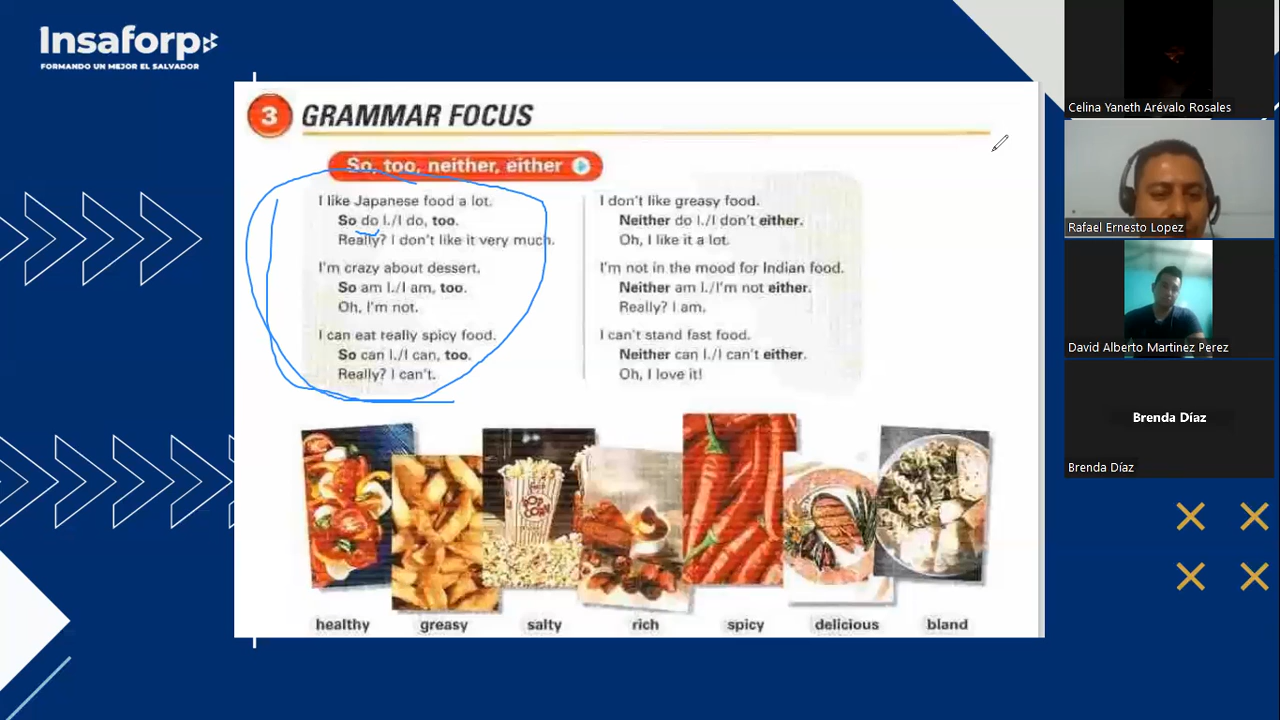 Insaforp
FORMANDO UN MEJOR EL SALVADOR
3 GRAMMAR FOCUS
So, too, neither, either
I like Japanese food a lot.
So do I./I do, too.
Really? I don't like it very much.
I'm crazy about dessert.
So am I./I am, too.
Oh, I'm not.
I can eat really spicy food.
So can I./I can, too.
Really? I can't.
I don't like greasy food.
Neither do I./I don't either.
Oh, I like it a lot.
I'm not in the mood for Indian food.
Neither am I./I'm not either.
Really? I am.
I can't stand fast food.
Neither can I./I can't either.
Oh, I love it!
POP
CORN
healthy greasy salty rich spicy delicious bland
Celina Yaneth Arévalo Rosales
Rafael Ernesto Lopez
David Alberto Martinez Perez
Brenda Díaz
Brenda Díaz